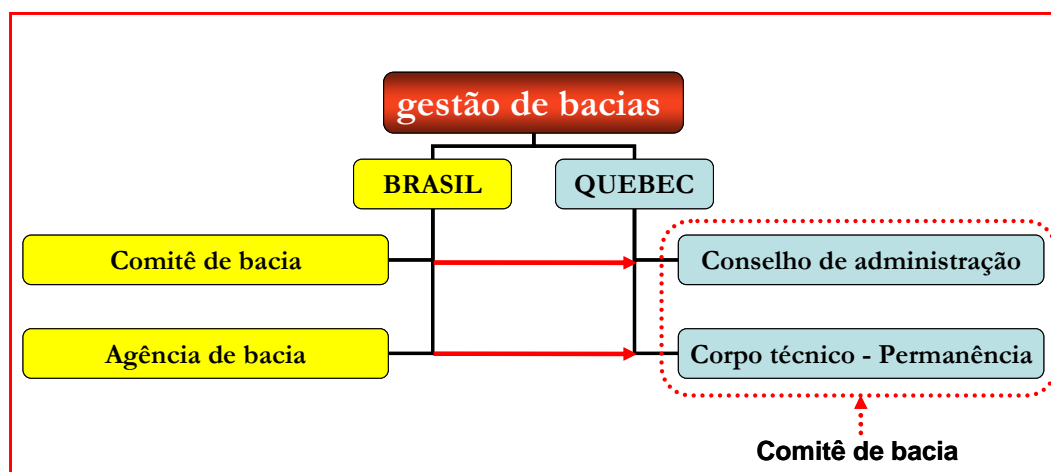 gestão de bacias
BRASIL
QUEBEC
Comitê de bacia
Conselho de administração
Agência de bacia
Corpo técnico - Permanência
Comitê de bacia